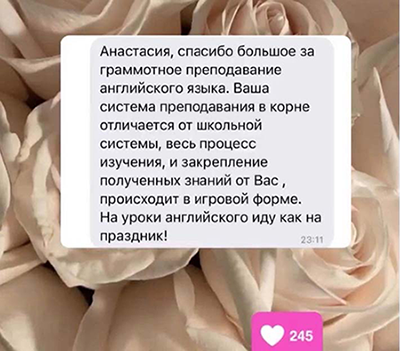 Анастасия, спасибо большое за
грамматное преподавание
английского языка. Ваша
система преподавания в корне
отличается от школьной
системы, весь процесс
изучения, и закрепление
полученных знаний от Вас ,
происходит в игровой форме.
На уроки английского иду как на
праздник!
23:11
245